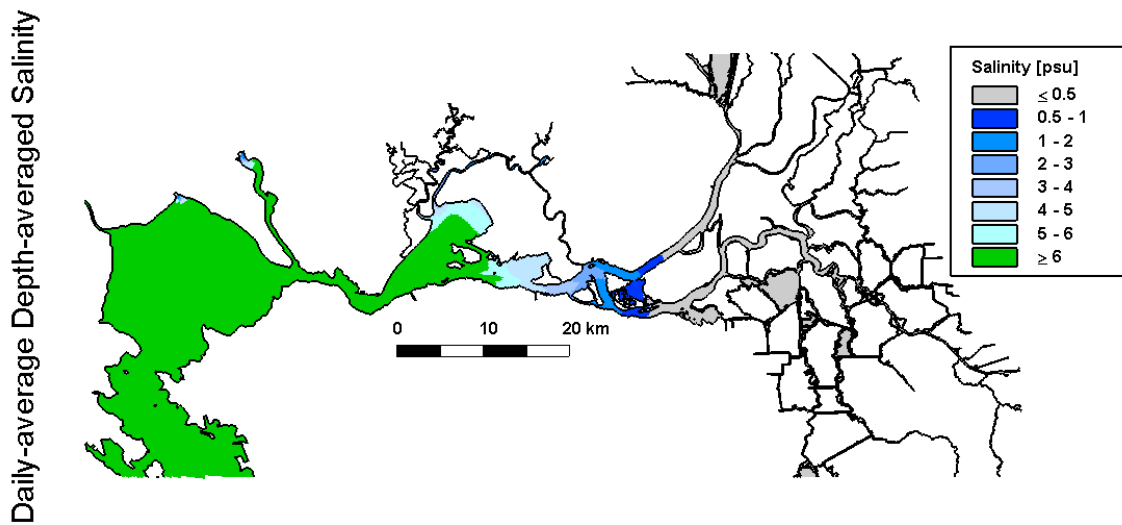 Daily-average Depth-averaged Salinity
Salinity [psu]
≤ 0.5
0.5 - 1
1 - 2
2 - 3
3 - 4
4 - 5
5 - 6
≥ 6
0 10 20 km